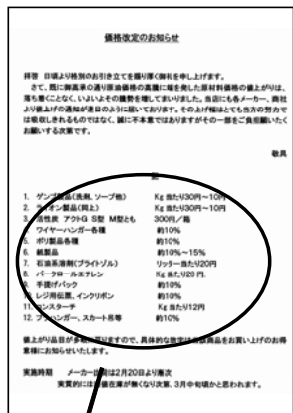 価格改定のお知らせ
拝啓 日頃より格別のお引き立てを賜り厚く御礼を申し上げます。
さて、既に御高承の通り原油価格の高騰に端を発した原材料価格の値上がりは、
落ち着くことなく、いよいよその騰勢を増してまいりました。当店にも各メーカー、商社
より値上げの通知が連日のように届いております。その上げ幅はとても当方の努力で
は吸収しきれるものではなく、誠に不本意ではありますがその一部をご負担願いたく
お願いする次第です。
敬具
記
1. ゲンブ製品(洗剤、ソープ他) Kg 当たり30円~10円
2. ライオン製品(同上) Kg 当たり30円~10円
3. 活性炭 アクトG S型 M型とも 300円/箱
4. ワイヤーハンガー各種 約10%
5. ポリ製品各種 約10%
6. 紙製品 約10%~15%
7. 石油系溶剤(ブライトゾル) リッター当たり20円
8. パークロールエチレン Kg 当たり20円
9. 手提げバック 約10%
10. レジ用伝票、インクリボン 約10%
11. コンスターチ Kg 当たり12円
12. プラハンガー、スカート吊等 約10%
値上がり品目が多岐に亘りますので、具体的な改定は当該商品をお買い上げのお得
意様にお知らせいたします。
実施時期 メーカー出荷は2月20日より漸次
実質的には 価在庫が無くなり次第、3月中旬頃かと思われます。